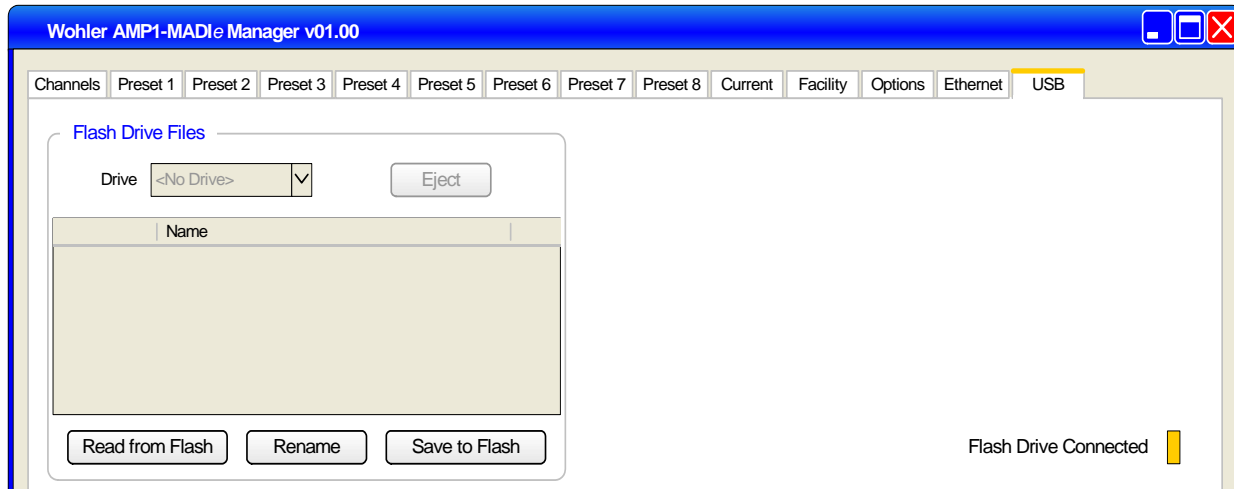 Wohler AMP1-MADIe Manager v01.00
Channels Preset 1 Preset 2 Preset 3 Preset 4 Preset 5 Preset 6 Preset 7 Preset 8 Current Facility Options Ethernet USB
Flash Drive Files
Drive <No Drive> Eject
Name
Read from Flash Rename Save to Flash
Flash Drive Connected